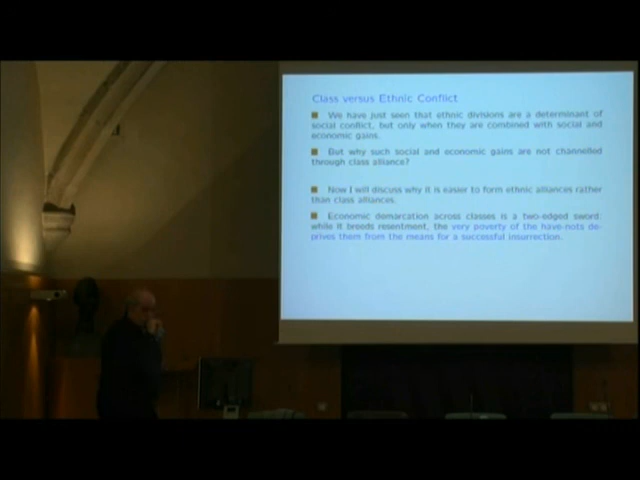 Class versus Ethnic Conflict
We have just seen that ethnic divisions are a determinant of
social conflict, but only when they are combined with social and
economic gains.
But why such social and economic gains are not channelled
through class alliance?
Now I will discuss why it is easier to form ethnic alliances rather
than class alliances.
Economic demarcation across classes is a two-edged sword:
while it breeds resentment, the very poverty of the have-nots de-
prives them from the means for a successful insurrection.